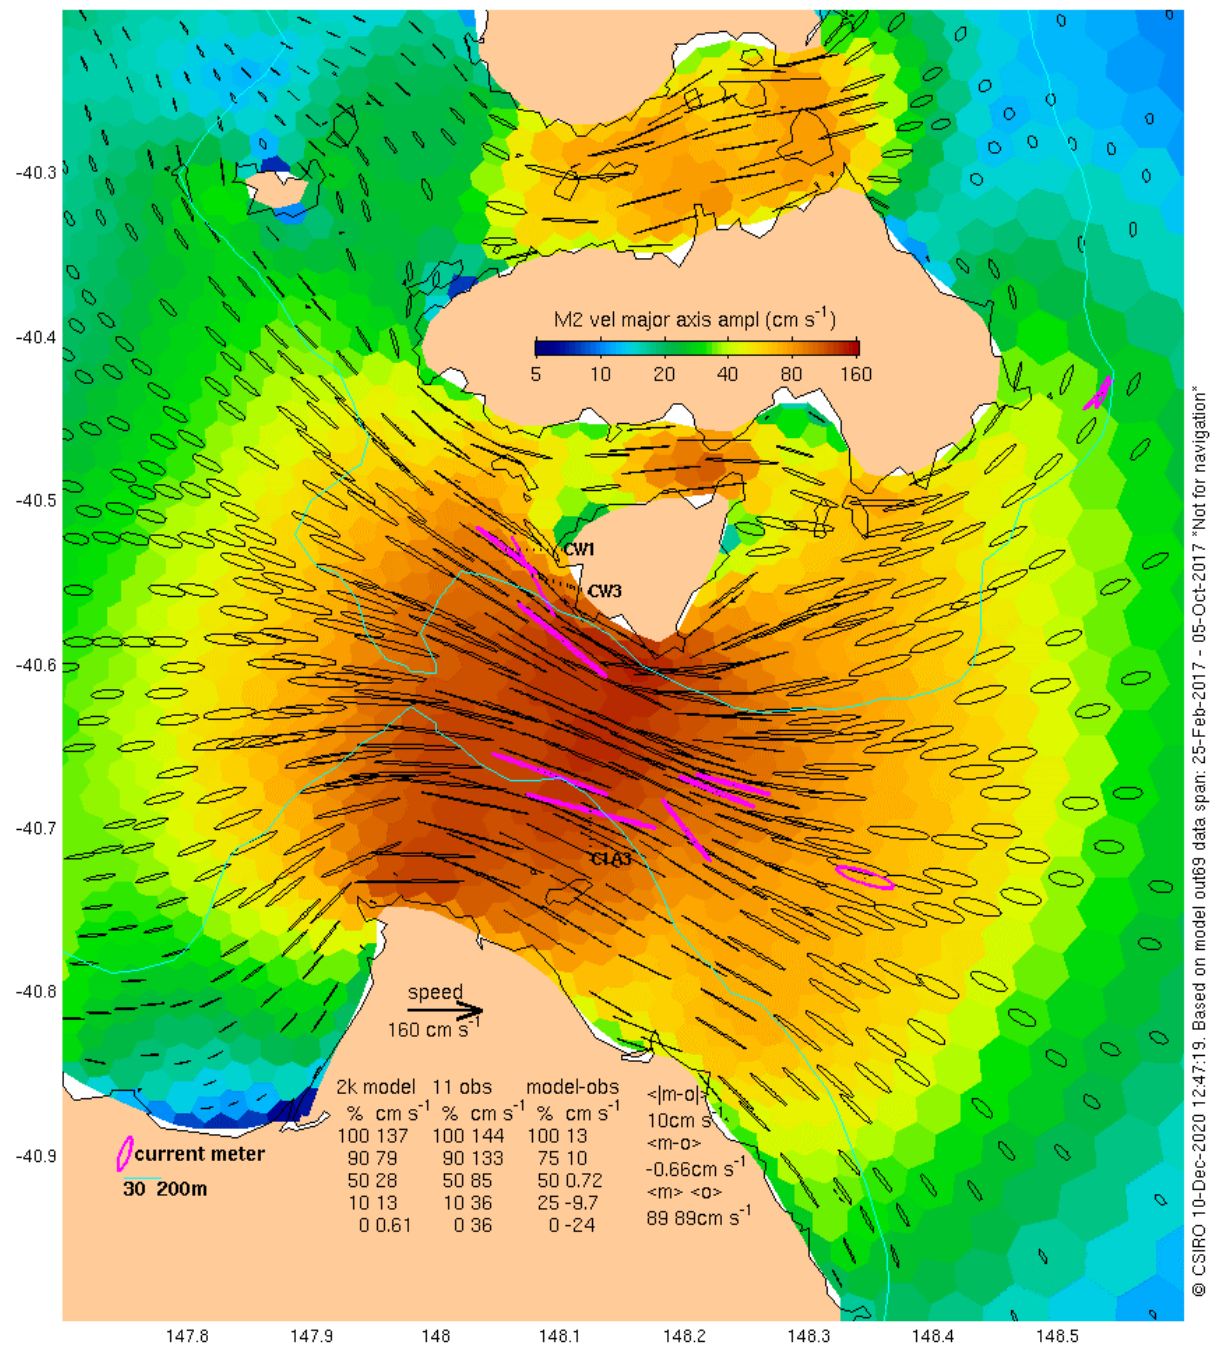 -40.3
-40.4
-40.5
-40.6
-40.7
-40.8
-40.9
M2 vel major axis ampl (cm s-1)
5 10 20 40 80 160
CW1
CW3
C1A3
speed
160 cm s-1
2k model 11 obs model-obs
% cm s-1 % cm s-1 % cm s-1
100 137 100 144 100 13
90 79 90 133 75 10
50 28 50 85 50 0.72
10 13 10 36 25 -9.7
0 0.61 0 36 0 -24
<|m-o|>
10cm s-1
<m-o>
-0.66cm s-1
<m> <o>
89 89cm s-1
current meter
30 200m
147.8 147.9 148 148.1 148.2 148.3 148.4 148.5
© CSIRO 10-Dec-2020 12:47:19. Based on model out69 data span: 25-Feb-2017 - 05-Oct-2017 *Not for navigation*